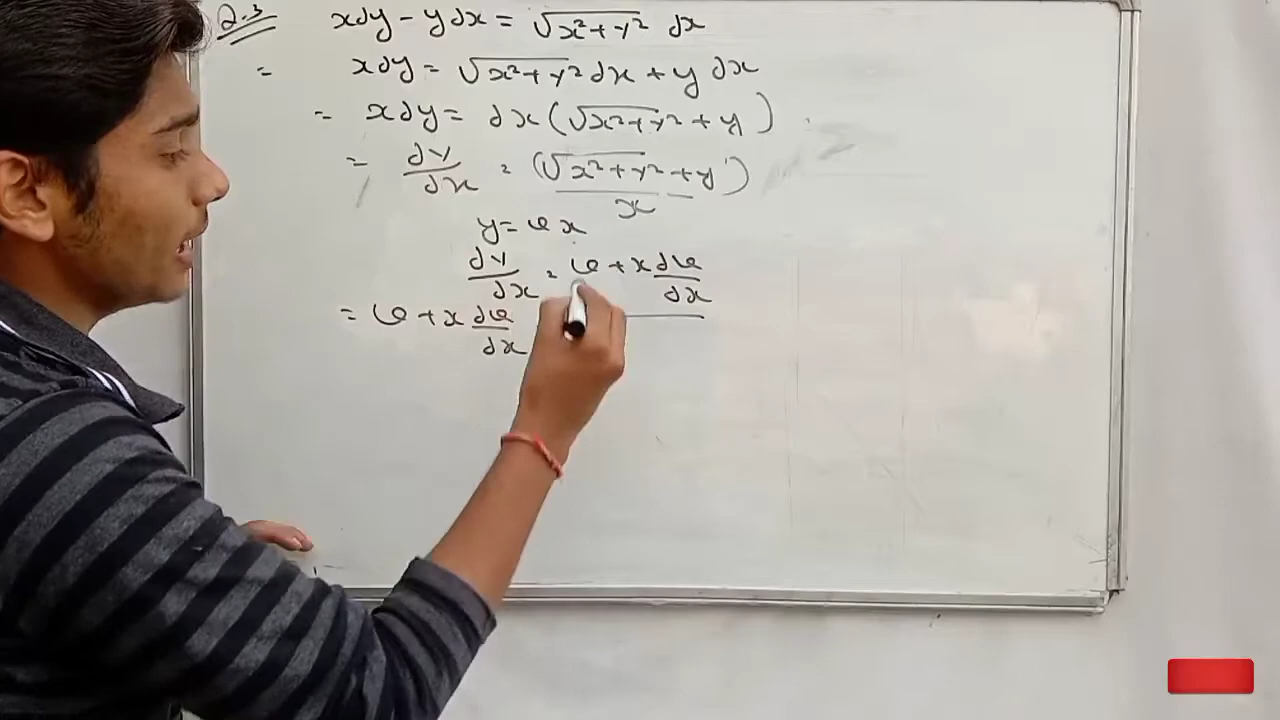 Q.3 xdy - ydx = √x²+y² dx
= xdy = √x²+y² dx + y dx
= xdy = dx (√x²+y² + y)
= dy/dx = (√x²+y² + y)/x
y = vx
dy/dx = v + x dv/dx
= v + x dv/dx